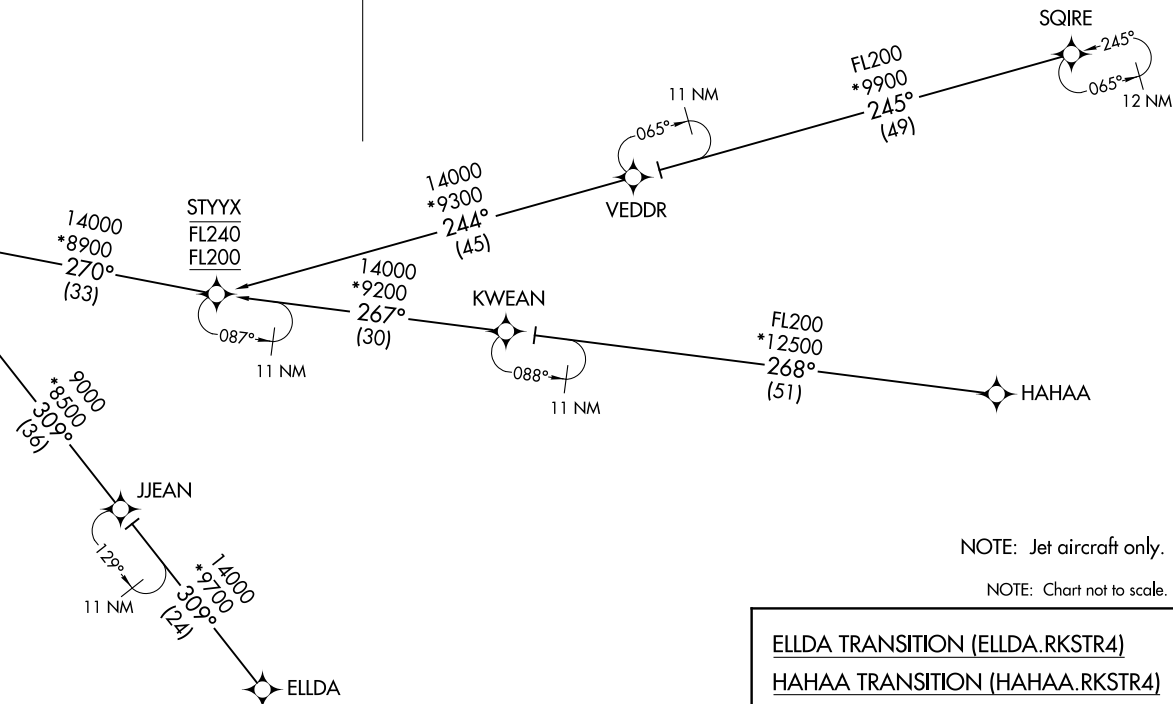 SQIRE
245°
065°
12 NM
FL200
*9900
245°
(49)
11 NM
065°
VEDDR
14000
*9300
244°
(45)
STYYX
FL240
FL200
14000
*8900
270°
(33)
087°
11 NM
14000
*9200
267°
(30)
KWEAN
088°
11 NM
FL200
*12500
268°
(51)
HAHAA
9000
*8500
309°
(36)
JJEAN
129°
11 NM
14000
*9700
309°
(24)
ELLDA
NOTE: Jet aircraft only.
NOTE: Chart not to scale.
ELLDA TRANSITION (ELLDA.RKSTR4)
HAHAA TRANSITION (HAHAA.RKSTR4)